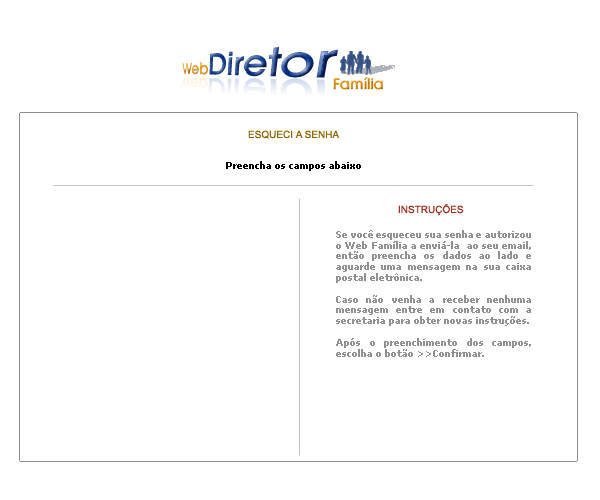 Web Diretor
Família
ESQUECI A SENHA
Preencha os campos abaixo
INSTRUÇÕES
Se você esqueceu sua senha e autorizou
o Web Família a enviá-la ao seu email,
então preencha os dados ao lado e
aguarde uma mensagem na sua caixa
postal eletrônica.
Caso não venha a receber nenhuma
mensagem entre em contato com a
secretaria para obter novas instruções.
Após o preenchimento dos campos,
escolha o botão >>Confirmar.